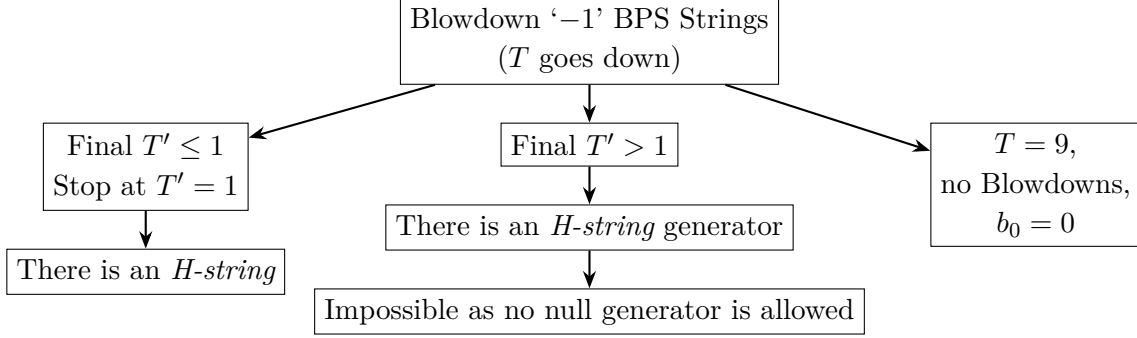 Blowdown ‘−1’ BPS Strings
(T goes down)
Final T′ ≤ 1
Stop at T′ = 1
There is an H-string
Final T′ > 1
There is an H-string generator
Impossible as no null generator is allowed
T = 9,
no Blowdowns,
b₀ = 0